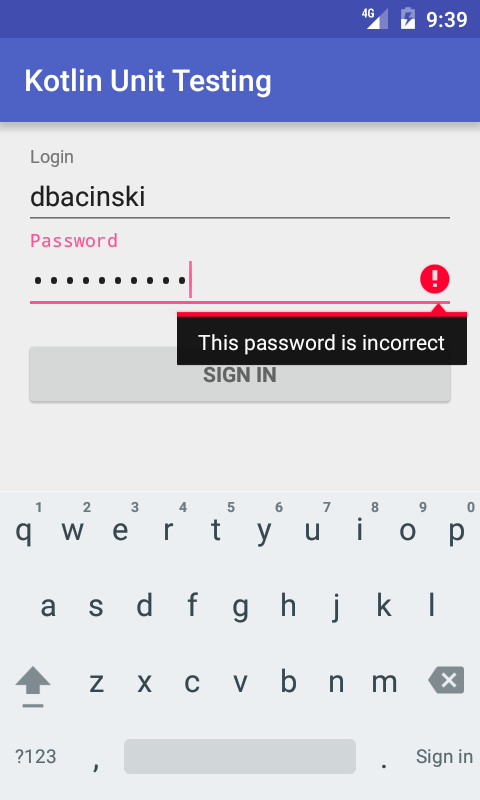 4G 9:39
Kotlin Unit Testing
Login
dbacinski
Password
••••••••••
!
This password is incorrect
SIGN IN
1 2 3 4 5 6 7 8 9 0
q w e r t y u i o p
a s d f g h j k l
z x c v b n m
?123 , . Sign in